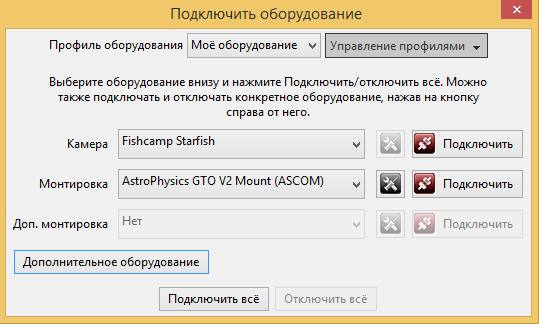 Подключить оборудование
Профиль оборудования Моё оборудование Управление профилями
Выберите оборудование внизу и нажмите Подключить/отключить всё. Можно
также подключать и отключать конкретное оборудование, нажав на кнопку
справа от него.
Камера Fishcamp Starfish Подключить
Монтировка AstroPhysics GTO V2 Mount (ASCOM) Подключить
Доп. монтировка Нет Подключить
Дополнительное оборудование
Подключить всё Отключить всё